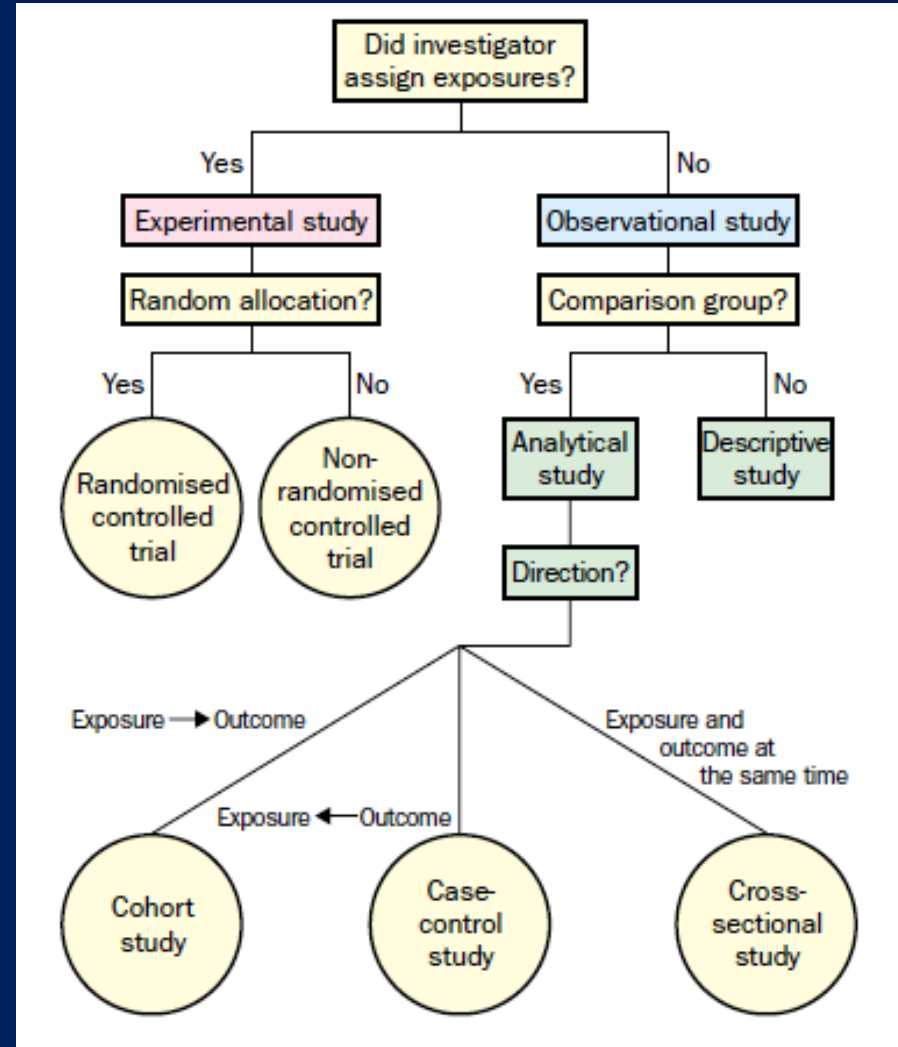 Did investigator
assign exposures?
Yes
No
Experimental study
Observational study
Random allocation?
Comparison group?
Yes
No
Yes
No
Randomised
controlled
trial
Non-
randomised
controlled
trial
Analytical
study
Descriptive
study
Direction?
Exposure → Outcome
Exposure ← Outcome
Exposure and
outcome at
the same time
Cohort
study
Case-
control
study
Cross-
sectional
study